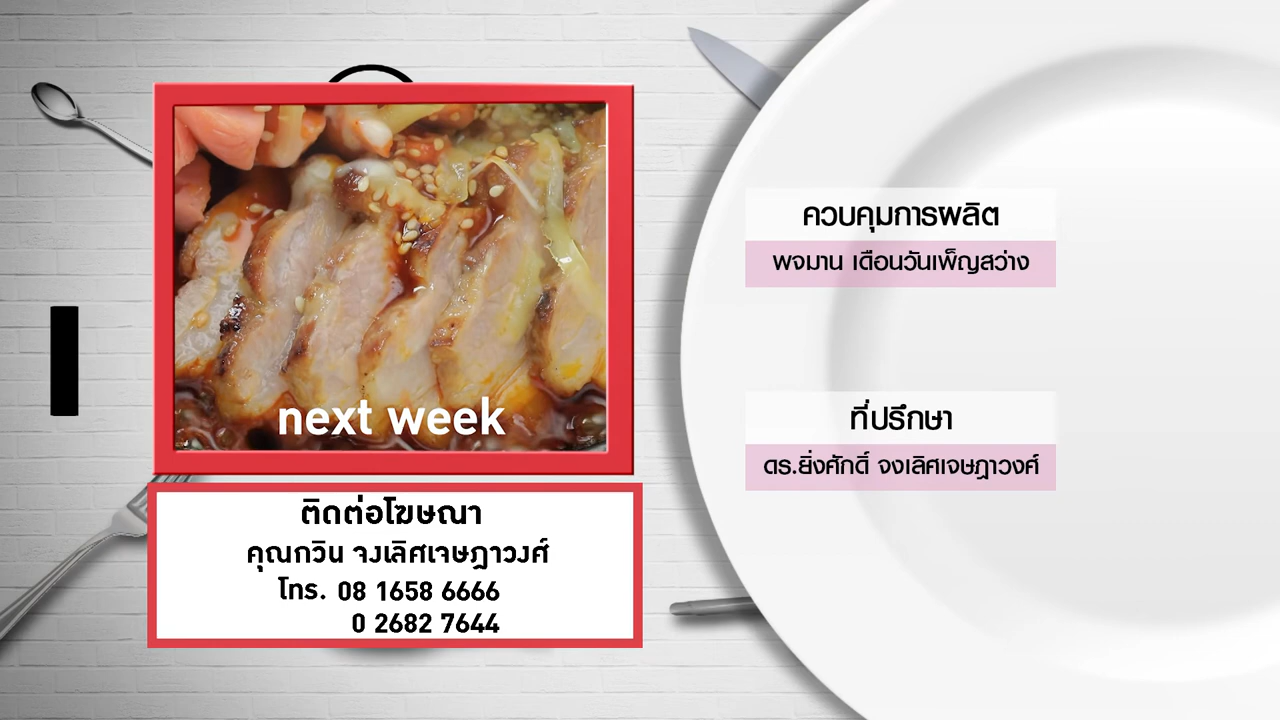 next week
ติดต่อโฆษณา
คุณกวิน จงเลิศเจษฎาวงศ์
โทร. 08 1658 6666
0 2682 7644
ควบคุมการผลิต
พจมาน เดือนวันเพ็ญสว่าง
ที่ปรึกษา
ดร.ยิ่งศักดิ์ จงเลิศเจษฎาวงศ์